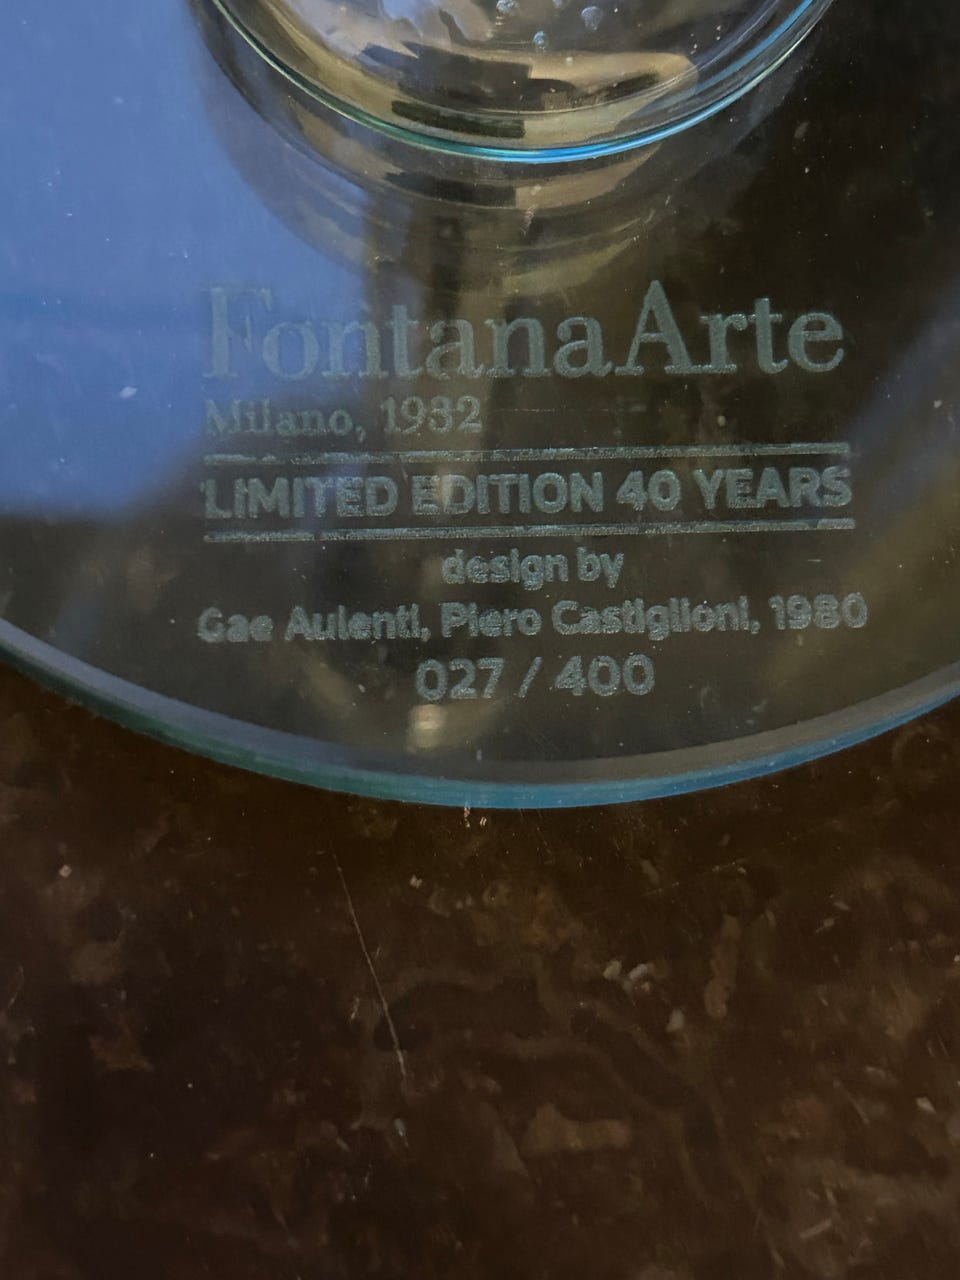 FontanaArte
Milano, 1932
LIMITED EDITION 40 YEARS
design by
Gae Aulenti, Piero Castiglioni, 1980
027 / 400